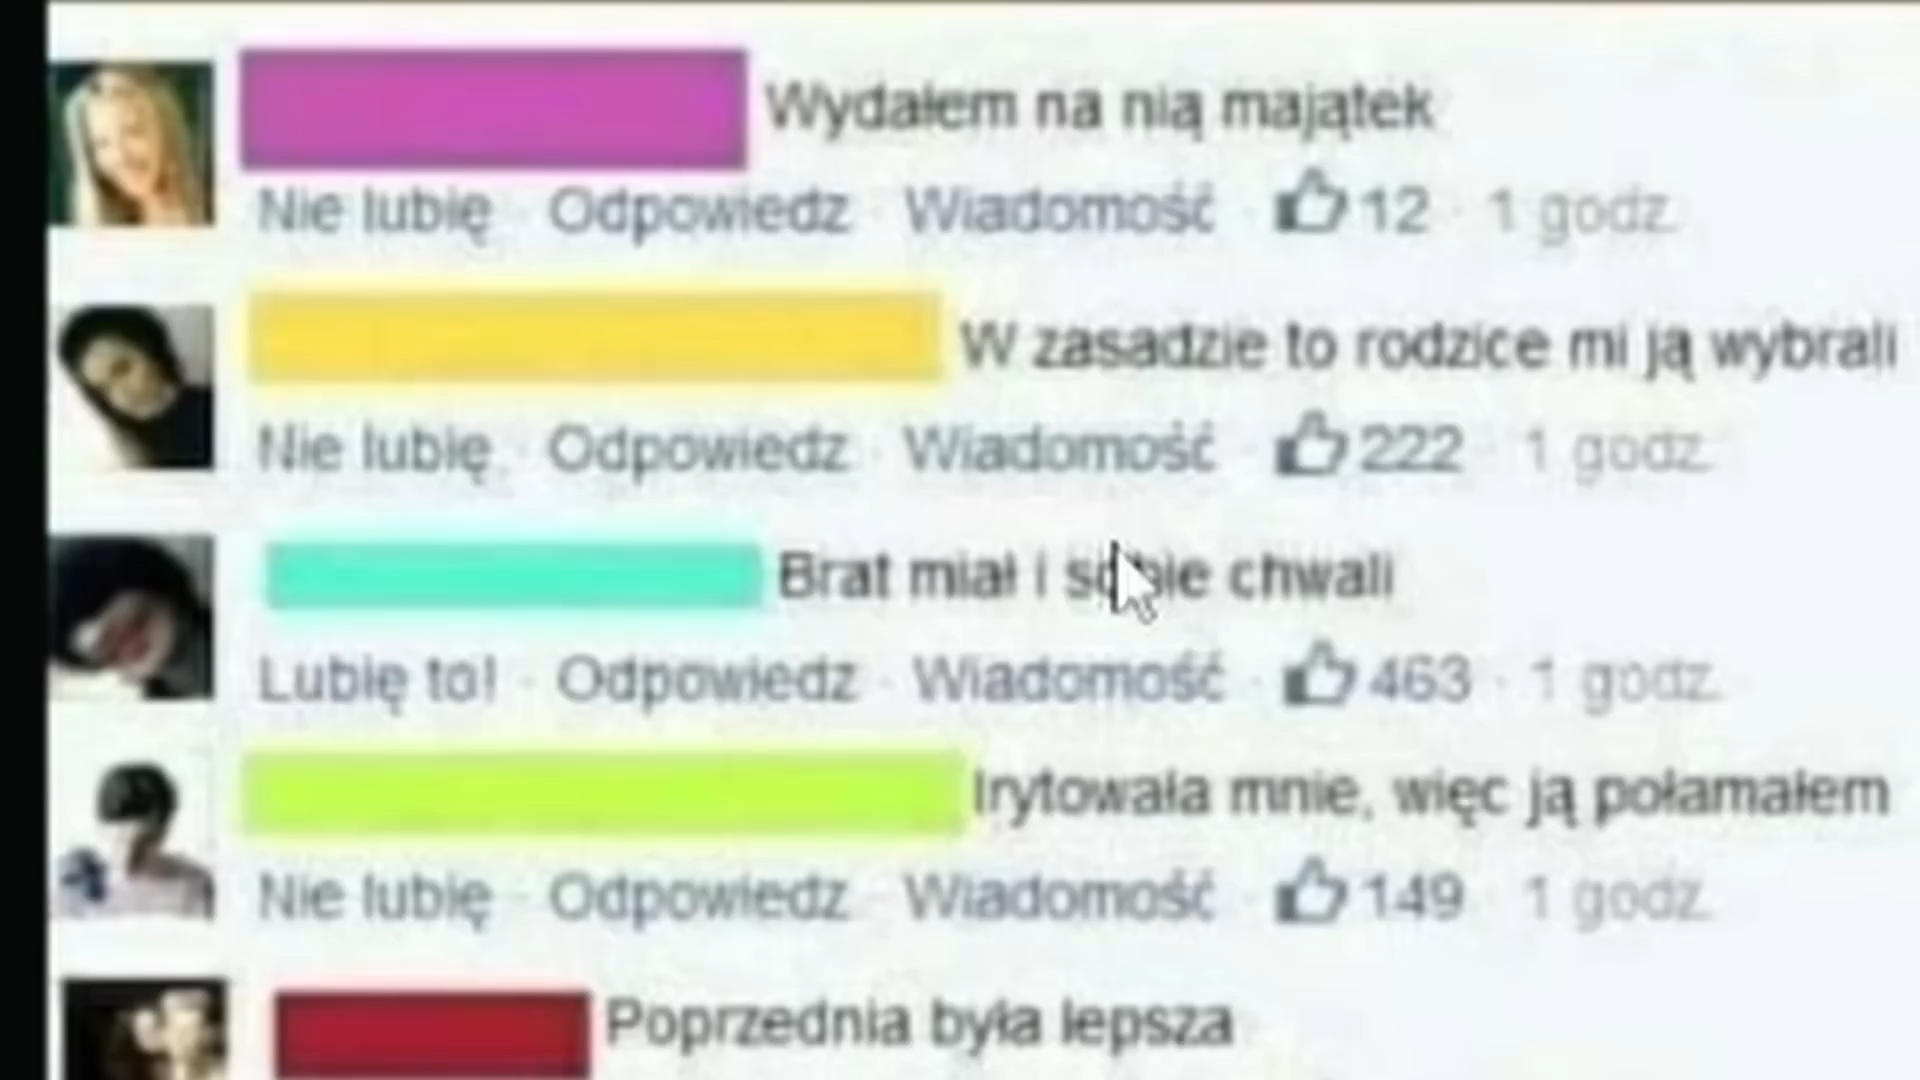 Wydałem na nią majątek
Nie lubię · Odpowiedz · Wiadomość · 12 · 1 godz.
W zasadzie to rodzice mi ją wybrali
Nie lubię · Odpowiedz · Wiadomość · 222 · 1 godz.
Brat miał i sobie chwali
Lubię to! · Odpowiedz · Wiadomość · 463 · 1 godz.
Irytowała mnie, więc ją połamałem
Nie lubię · Odpowiedz · Wiadomość · 149 · 1 godz.
Poprzednia była lepsza